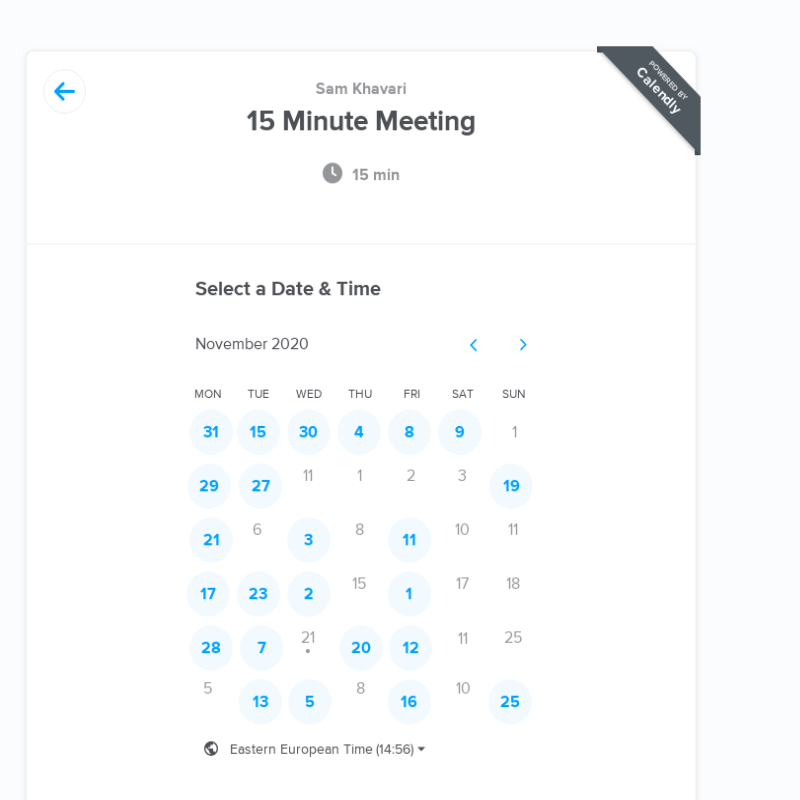 POWERED BY
Calendly
Sam Khavari
15 Minute Meeting
15 min
Select a Date & Time
November 2020
MON TUE WED THU FRI SAT SUN
31 15 30 4 8 9 1
29 27 11 1 2 3 19
21 6 3 8 11 10 11
17 23 2 15 1 17 18
28 7 21 20 12 11 25
5 13 5 8 16 10 25
Eastern European Time (14:56)